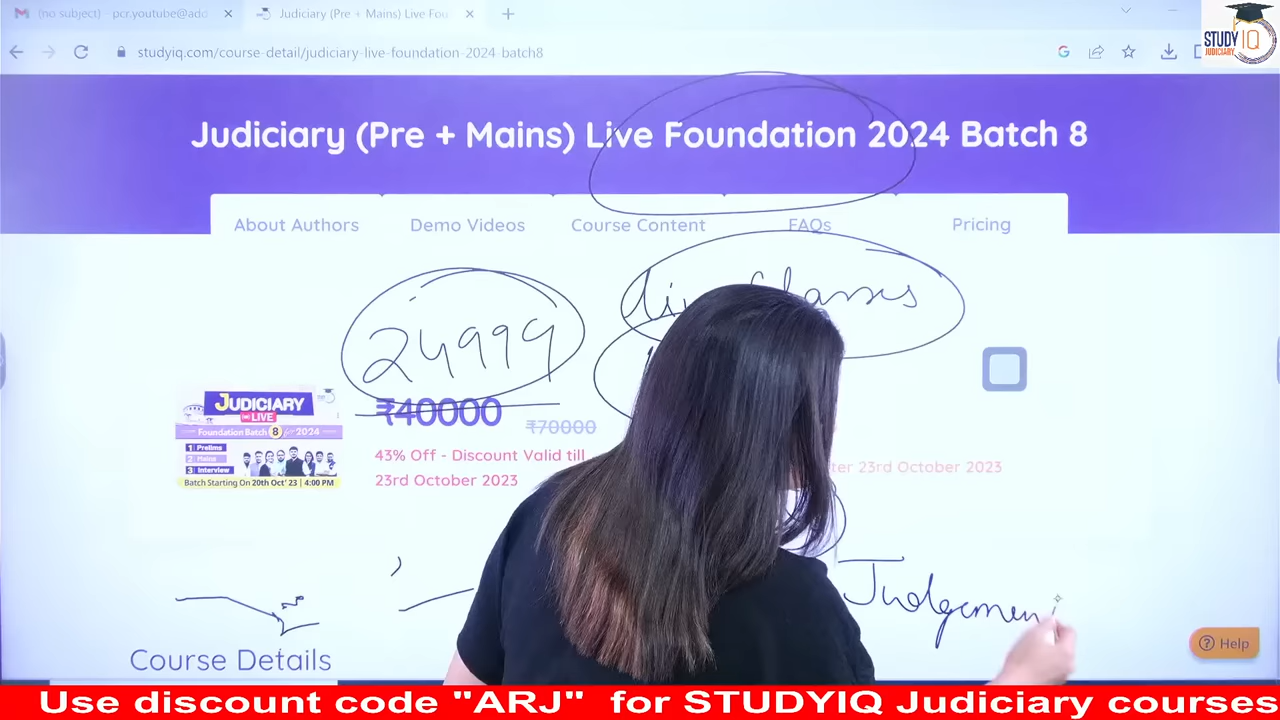 (no subject) - pcr.youtube@add
Judiciary (Pre + Mains) Live Fou
studyiq.com/course-detail/judiciary-live-foundation-2024-batch8
STUDY IQ
JUDICIARY
Judiciary (Pre + Mains) Live Foundation 2024 Batch 8
About Authors Demo Videos Course Content FAQs Pricing
24999
₹40000 ₹70000
43% Off - Discount Valid till
23rd October 2023
23rd October 2023
JUDICIARY
LIVE
Foundation Batch 8 for 2024
1 Prelims
2 Mains
3 Interview
Batch Starting On 20th Oct' 23 | 4:00 PM
Judgemen
Course Details
Help
Use discount code "ARJ" for STUDYIQ Judiciary courses